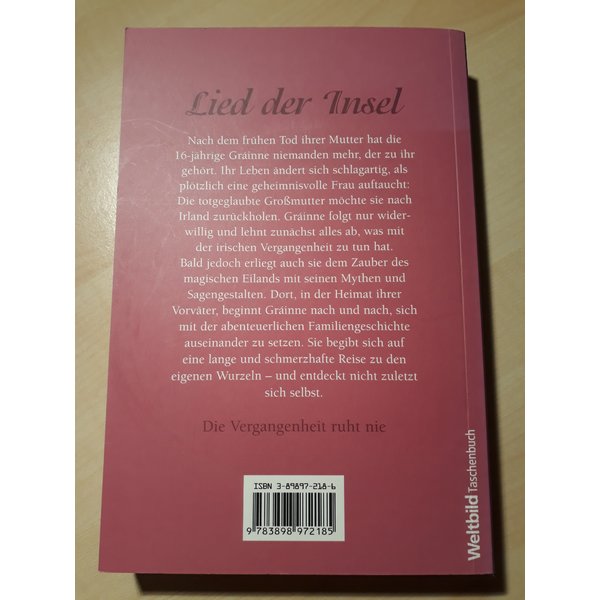 Lied der Insel
Nach dem frühen Tod ihrer Mutter hat die
16-jährige Gráinne niemanden mehr, der zu ihr
gehört. Ihr Leben ändert sich schlagartig, als
plötzlich eine geheimnisvolle Frau auftaucht:
Die totgeglaubte Großmutter möchte sie nach
Irland zurückholen. Gráinne folgt nur wider-
willig und lehnt zunächst alles ab, was mit
der irischen Vergangenheit zu tun hat.
Bald jedoch erliegt auch sie dem Zauber des
magischen Eilands mit seinen Mythen und
Sagengestalten. Dort, in der Heimat ihrer
Vorväter, beginnt Gráinne nach und nach, sich
mit der abenteuerlichen Familiengeschichte
auseinander zu setzen. Sie begibt sich auf
eine lange und schmerzhafte Reise zu den
eigenen Wurzeln – und entdeckt nicht zuletzt
sich selbst.
Die Vergangenheit ruht nie
ISBN 3-89897-218-6
9 783898 972185
Weltbild Taschenbuch